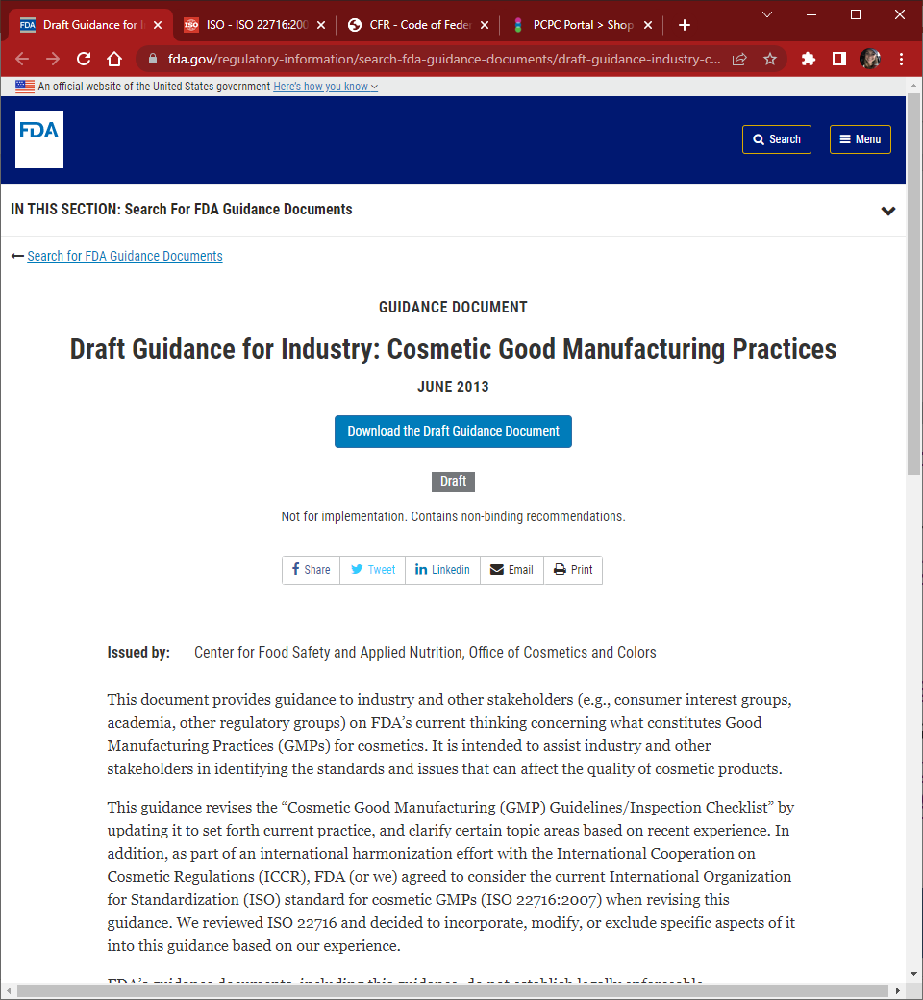 Draft Guidance for I
ISO - ISO 22716:200
CFR - Code of Feder
PCPC Portal > Shop
fda.gov/regulatory-information/search-fda-guidance-documents/draft-guidance-industry-c...
An official website of the United States government Here's how you know
FDA
Search
Menu
IN THIS SECTION: Search For FDA Guidance Documents
Search for FDA Guidance Documents
GUIDANCE DOCUMENT
Draft Guidance for Industry: Cosmetic Good Manufacturing Practices
JUNE 2013
Download the Draft Guidance Document
Draft
Not for implementation. Contains non-binding recommendations.
Share Tweet Linkedin Email Print
Issued by: Center for Food Safety and Applied Nutrition, Office of Cosmetics and Colors
This document provides guidance to industry and other stakeholders (e.g., consumer interest groups,
academia, other regulatory groups) on FDA’s current thinking concerning what constitutes Good
Manufacturing Practices (GMPs) for cosmetics. It is intended to assist industry and other
stakeholders in identifying the standards and issues that can affect the quality of cosmetic products.
This guidance revises the “Cosmetic Good Manufacturing (GMP) Guidelines/Inspection Checklist” by
updating it to set forth current practice, and clarify certain topic areas based on recent experience. In
addition, as part of an international harmonization effort with the International Cooperation on
Cosmetic Regulations (ICCR), FDA (or we) agreed to consider the current International Organization
for Standardization (ISO) standard for cosmetic GMPs (ISO 22716:2007) when revising this
guidance. We reviewed ISO 22716 and decided to incorporate, modify, or exclude specific aspects of it
into this guidance based on our experience.
FDA’s guidance documents, including this guidance, do not establish legally enforceable